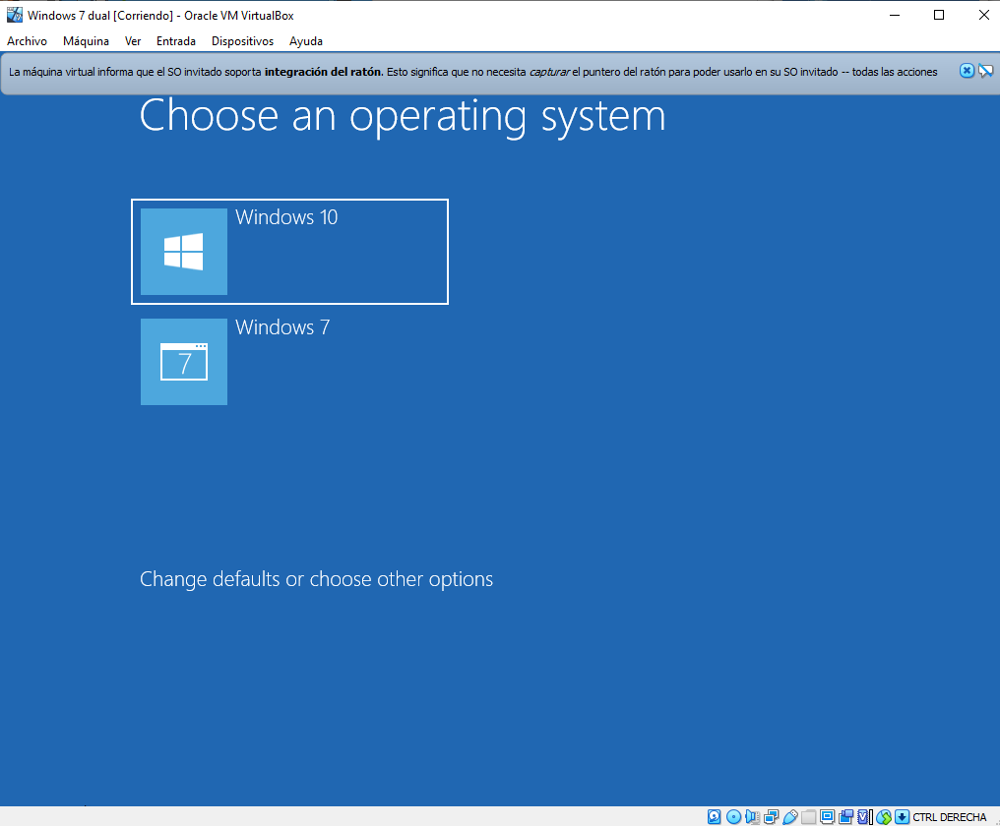 Windows 7 dual [Corriendo] - Oracle VM VirtualBox
Archivo Máquina Ver Entrada Dispositivos Ayuda
La máquina virtual informa que el SO invitado soporta integración del ratón. Esto significa que no necesita capturar el puntero del ratón para poder usarlo en su SO invitado -- todas las acciones
Choose an operating system
Windows 10
7
Windows 7
Change defaults or choose other options
CTRL DERECHA